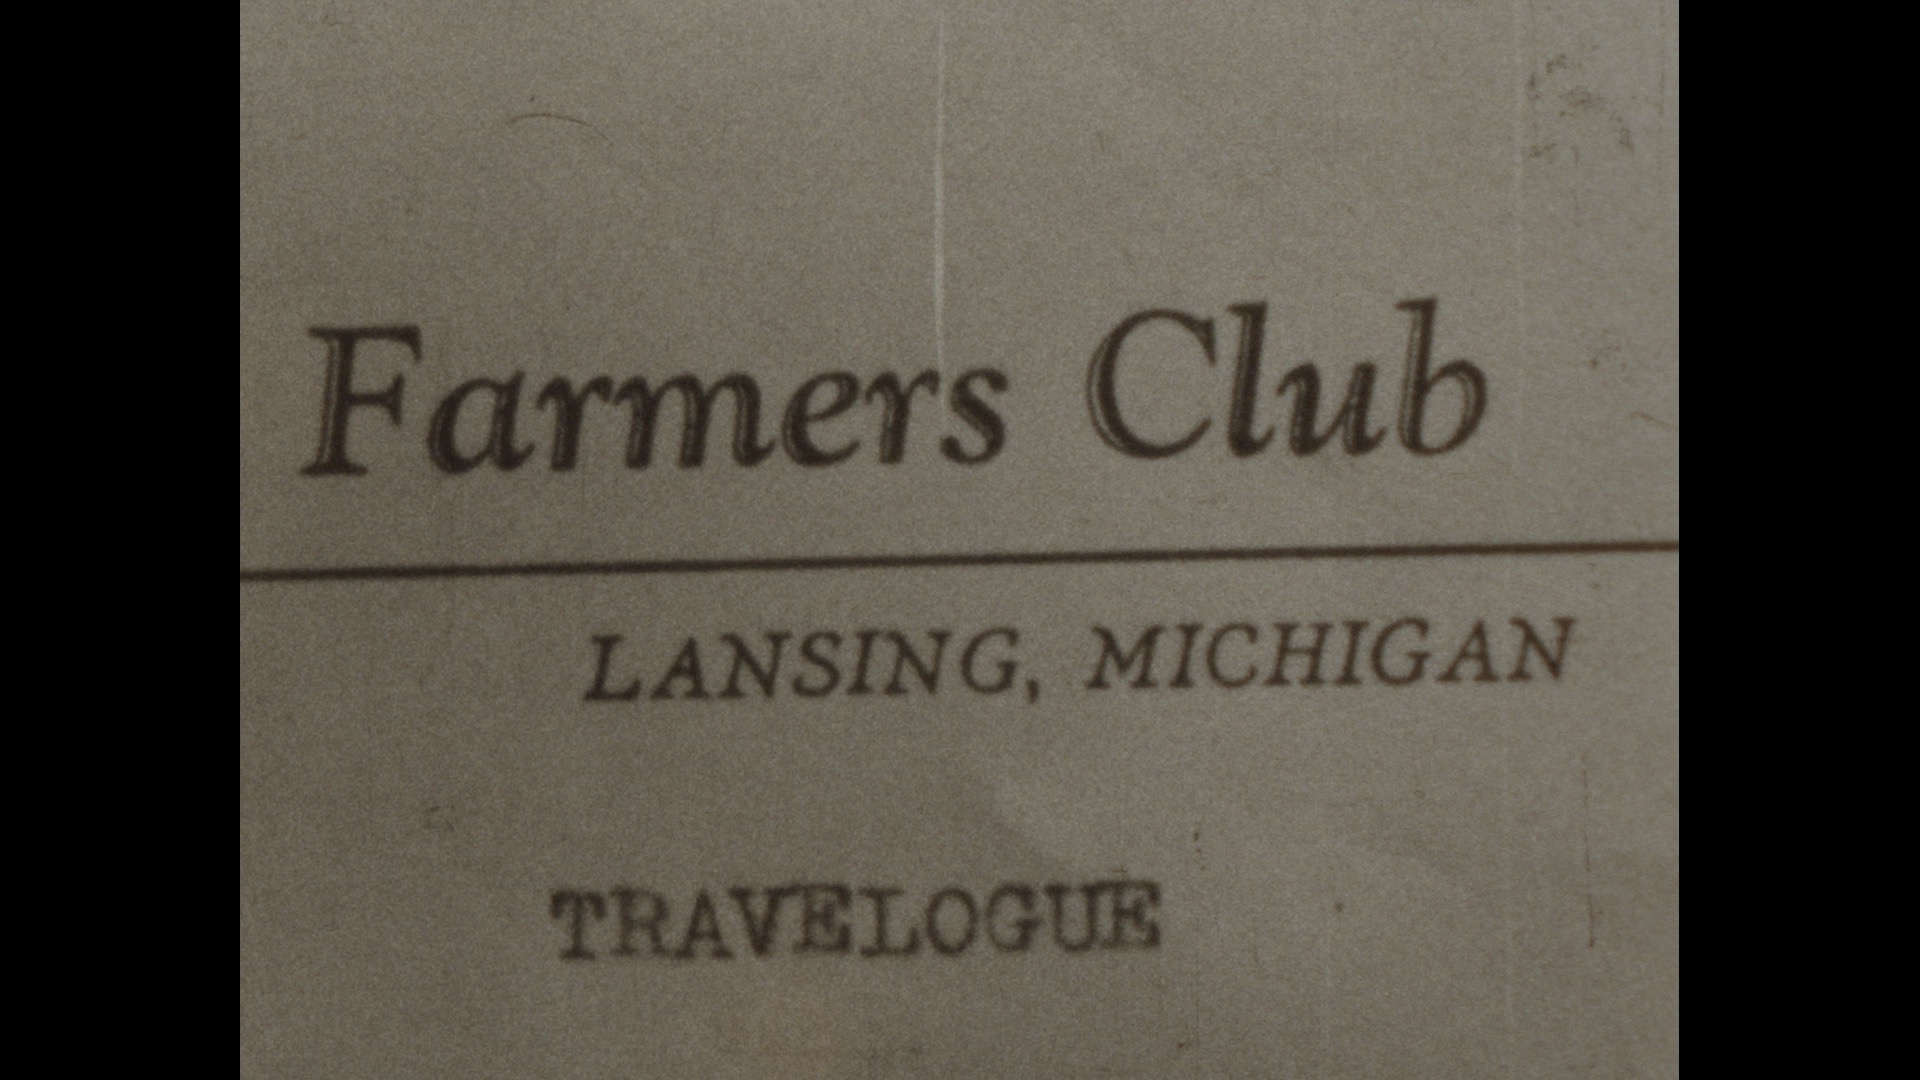 Farmers Club
LANSING, MICHIGAN
TRAVELOGUE